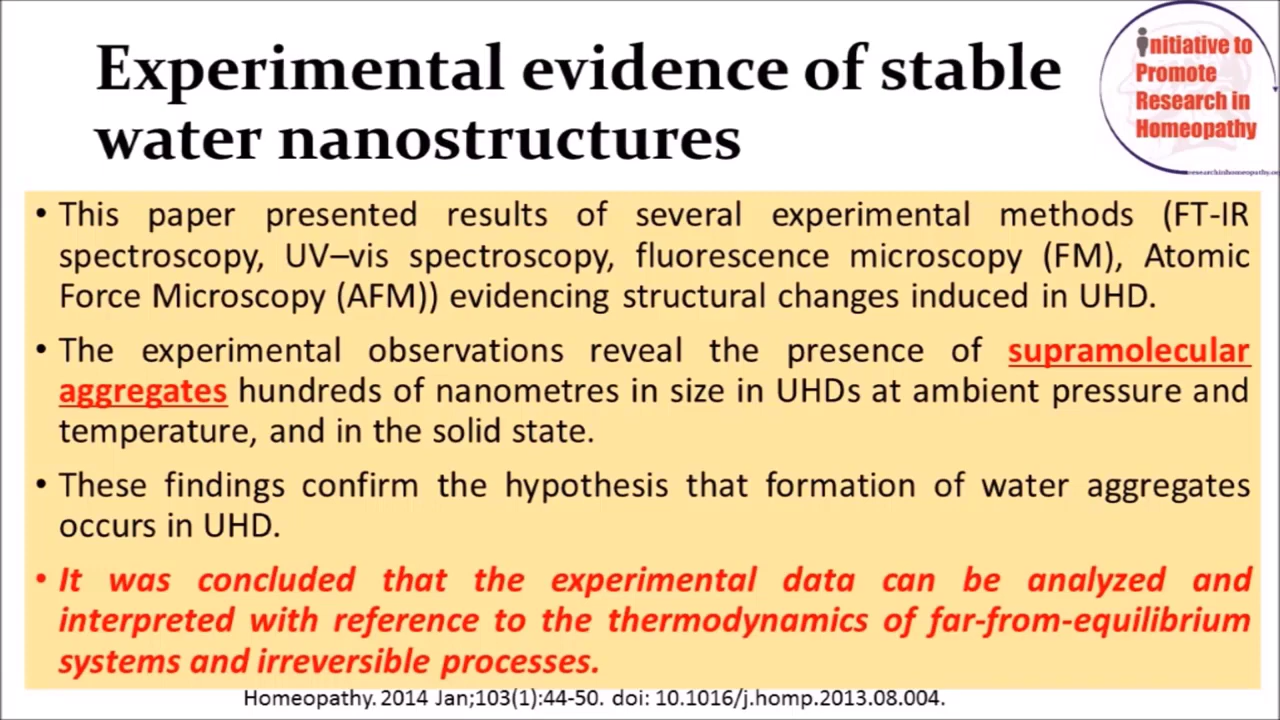 Experimental evidence of stable
water nanostructures
initiative to
Promote
Research in
Homeopathy
• This paper presented results of several experimental methods (FT-IR
spectroscopy, UV–vis spectroscopy, fluorescence microscopy (FM), Atomic
Force Microscopy (AFM)) evidencing structural changes induced in UHD.
• The experimental observations reveal the presence of supramolecular
aggregates hundreds of nanometres in size in UHDs at ambient pressure and
temperature, and in the solid state.
• These findings confirm the hypothesis that formation of water aggregates
occurs in UHD.
• It was concluded that the experimental data can be analyzed and
interpreted with reference to the thermodynamics of far-from-equilibrium
systems and irreversible processes.
Homeopathy. 2014 Jan;103(1):44-50. doi: 10.1016/j.homp.2013.08.004.